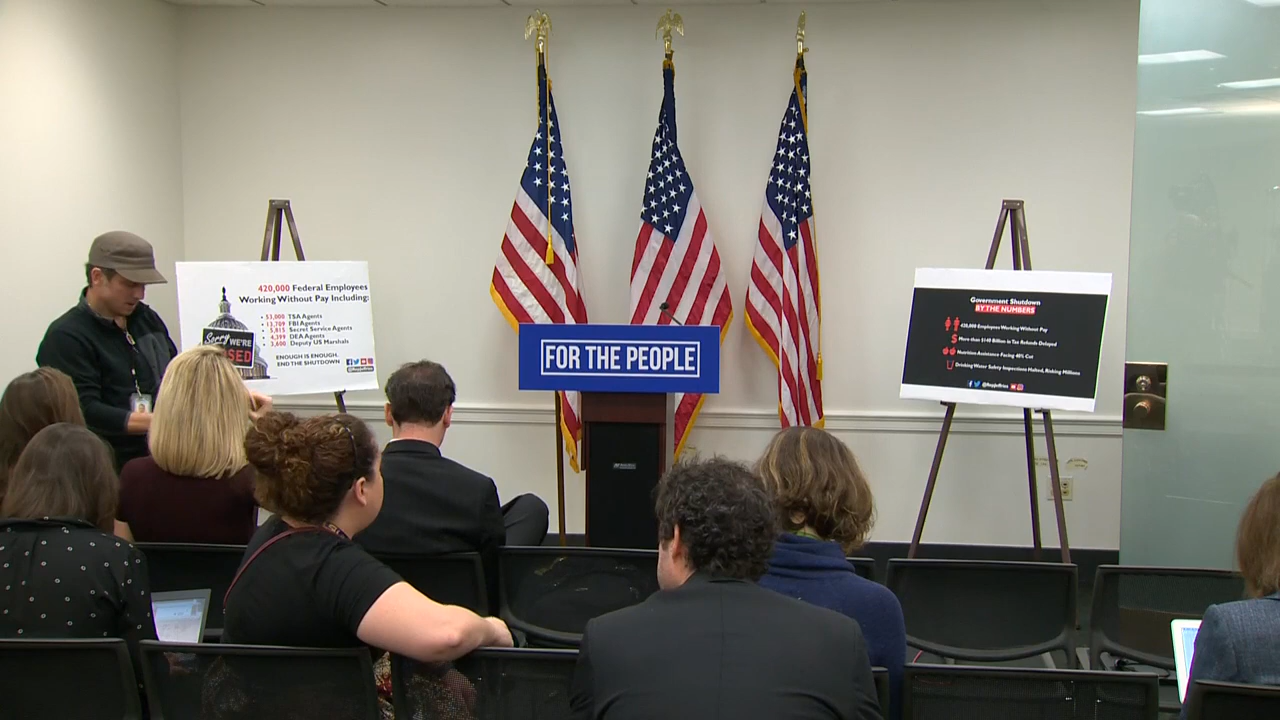 420,000 Federal Employees
Working Without Pay Including:
53,000 TSA Agents
13,789 FBI Agents
5,815 Secret Service Agents
4,399 DEA Agents
3,600 Deputy US Marshals
Sorry WE'RE
ENOUGH IS ENOUGH.
END THE SHUTDOWN
FOR THE PEOPLE
Government Shutdown
BY THE NUMBERS
420,000 Employees Working Without Pay
More than $140 Billion in Tax Refunds Delayed
Nutrition Assistance Facing 40% Cut
Drinking Water Safety Inspections Halted, Risking Millions